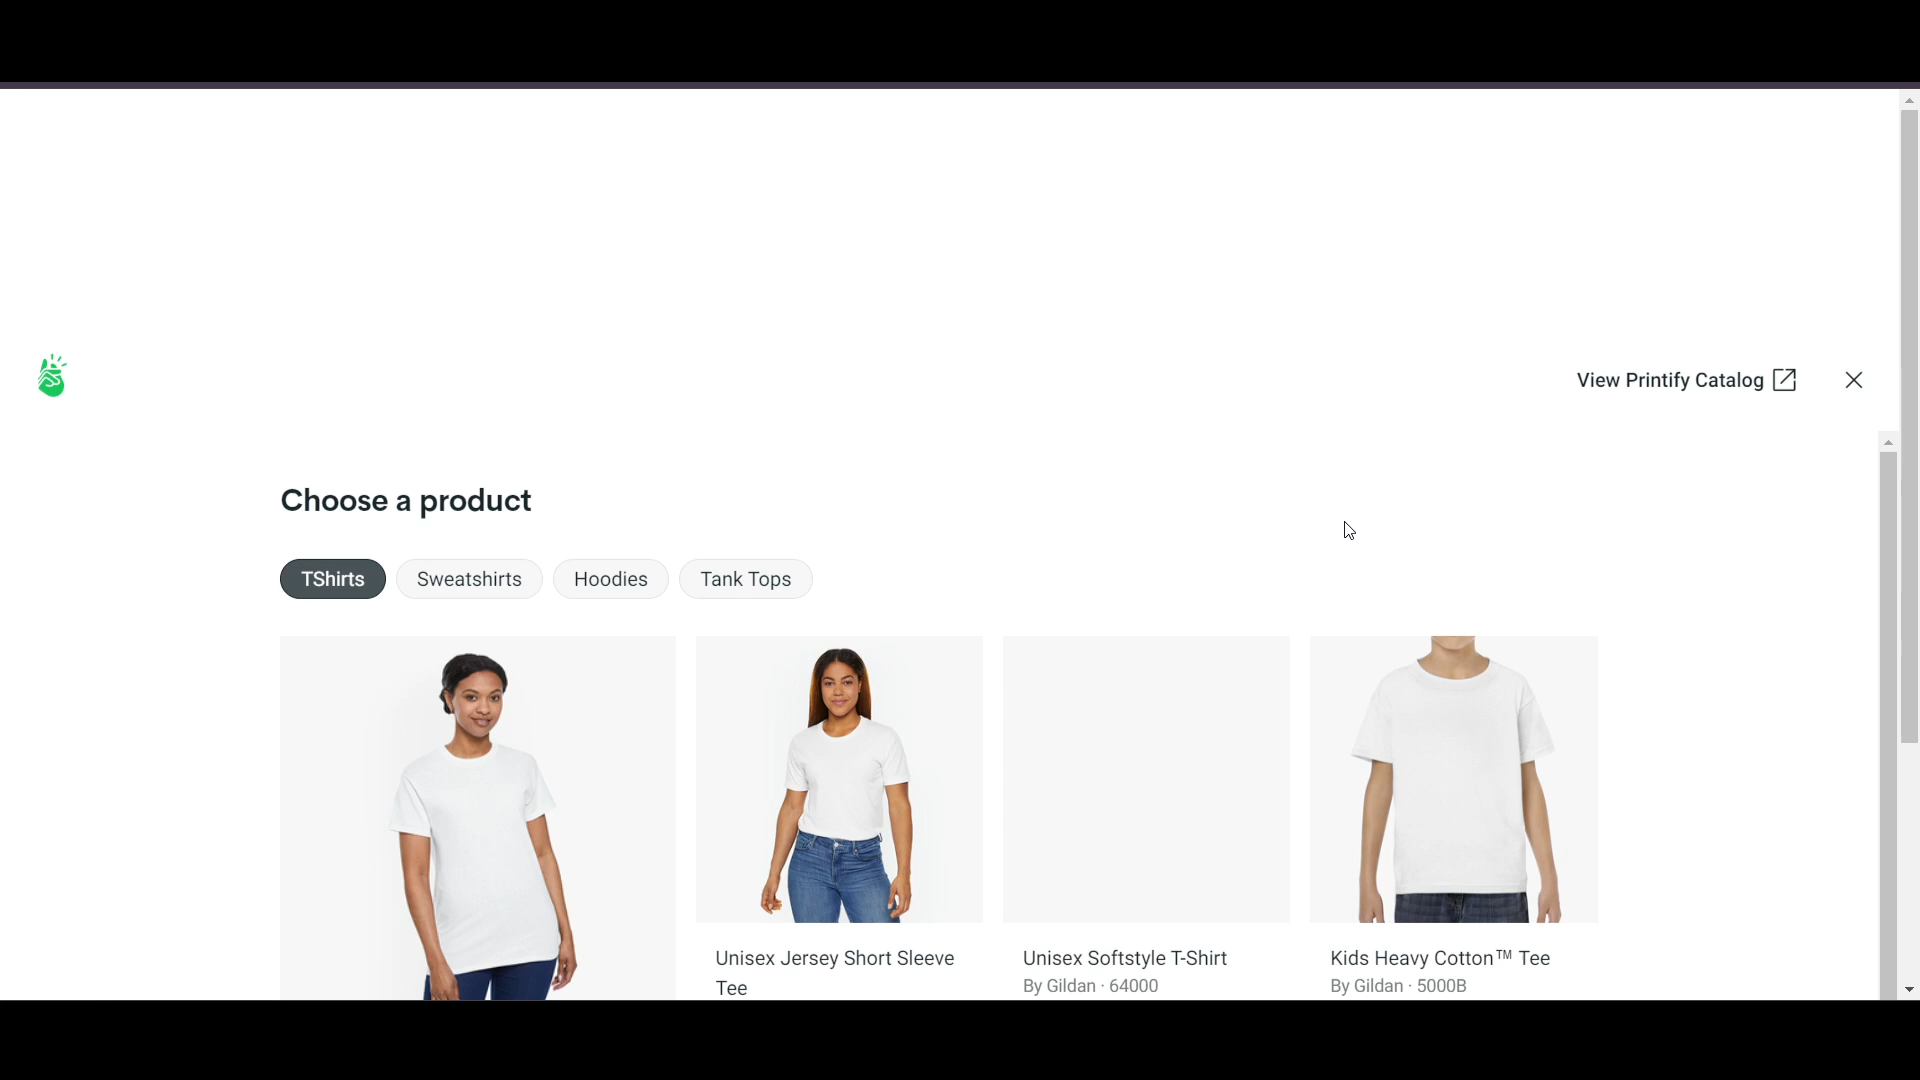 View Printify Catalog
Choose a product
TShirts
Sweatshirts
Hoodies
Tank Tops
Unisex Jersey Short Sleeve
Tee
Unisex Softstyle T-Shirt
By Gildan · 64000
Kids Heavy Cotton™ Tee
By Gildan · 5000B